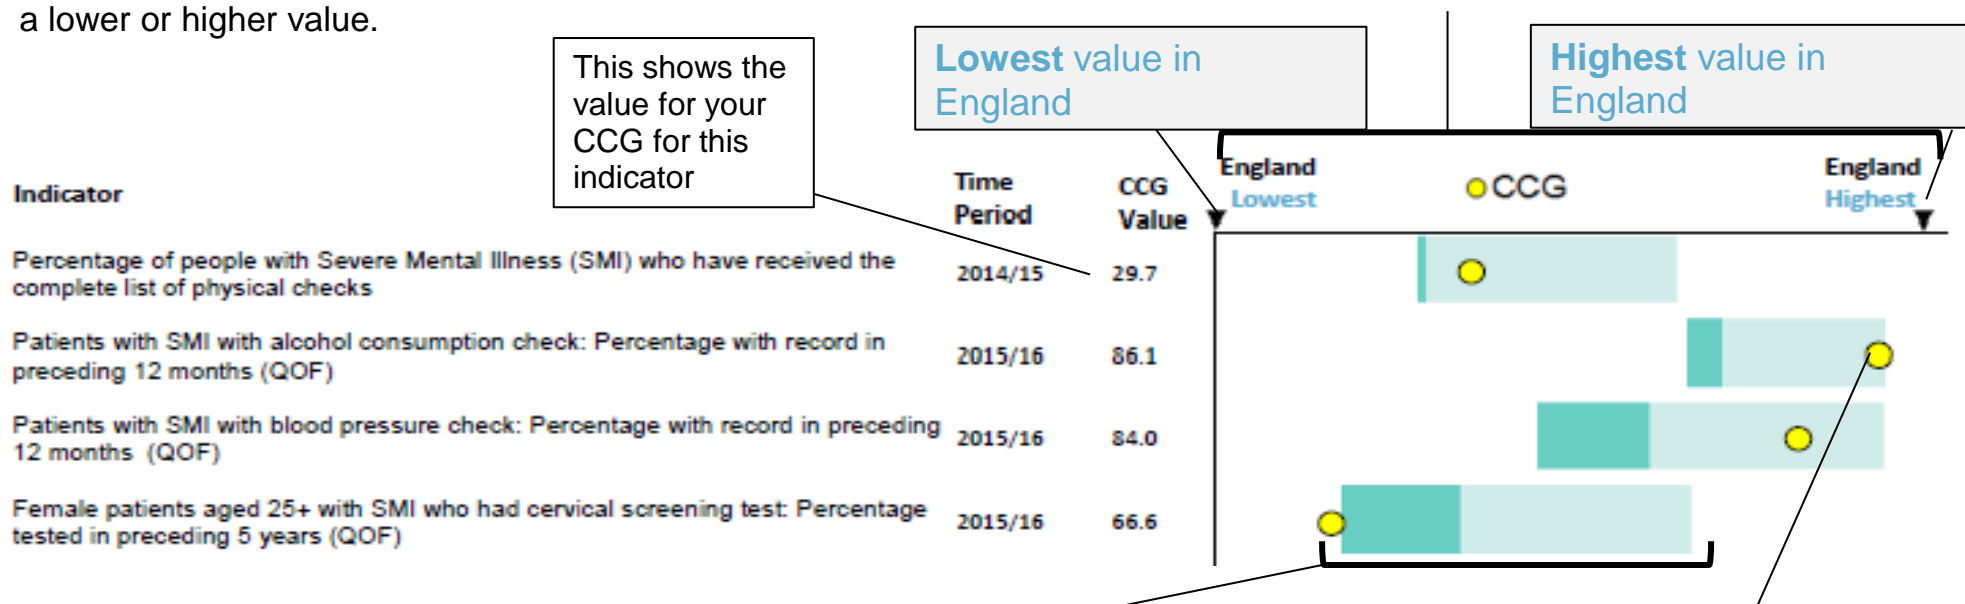 a lower or higher value.
This shows the
value for your
CCG for this
indicator
Lowest value in
England
Highest value in
England
Indicator
Time
Period
CCG
Value
England
Lowest
CCG
England
Highest
Percentage of people with Severe Mental Illness (SMI) who have received the
complete list of physical checks
2014/15
29.7
Patients with SMI with alcohol consumption check: Percentage with record in
preceding 12 months (QOF)
2015/16
86.1
Patients with SMI with blood pressure check: Percentage with record in preceding
12 months (QOF)
2015/16
84.0
Female patients aged 25+ with SMI who had cervical screening test: Percentage
tested in preceding 5 years (QOF)
2015/16
66.6